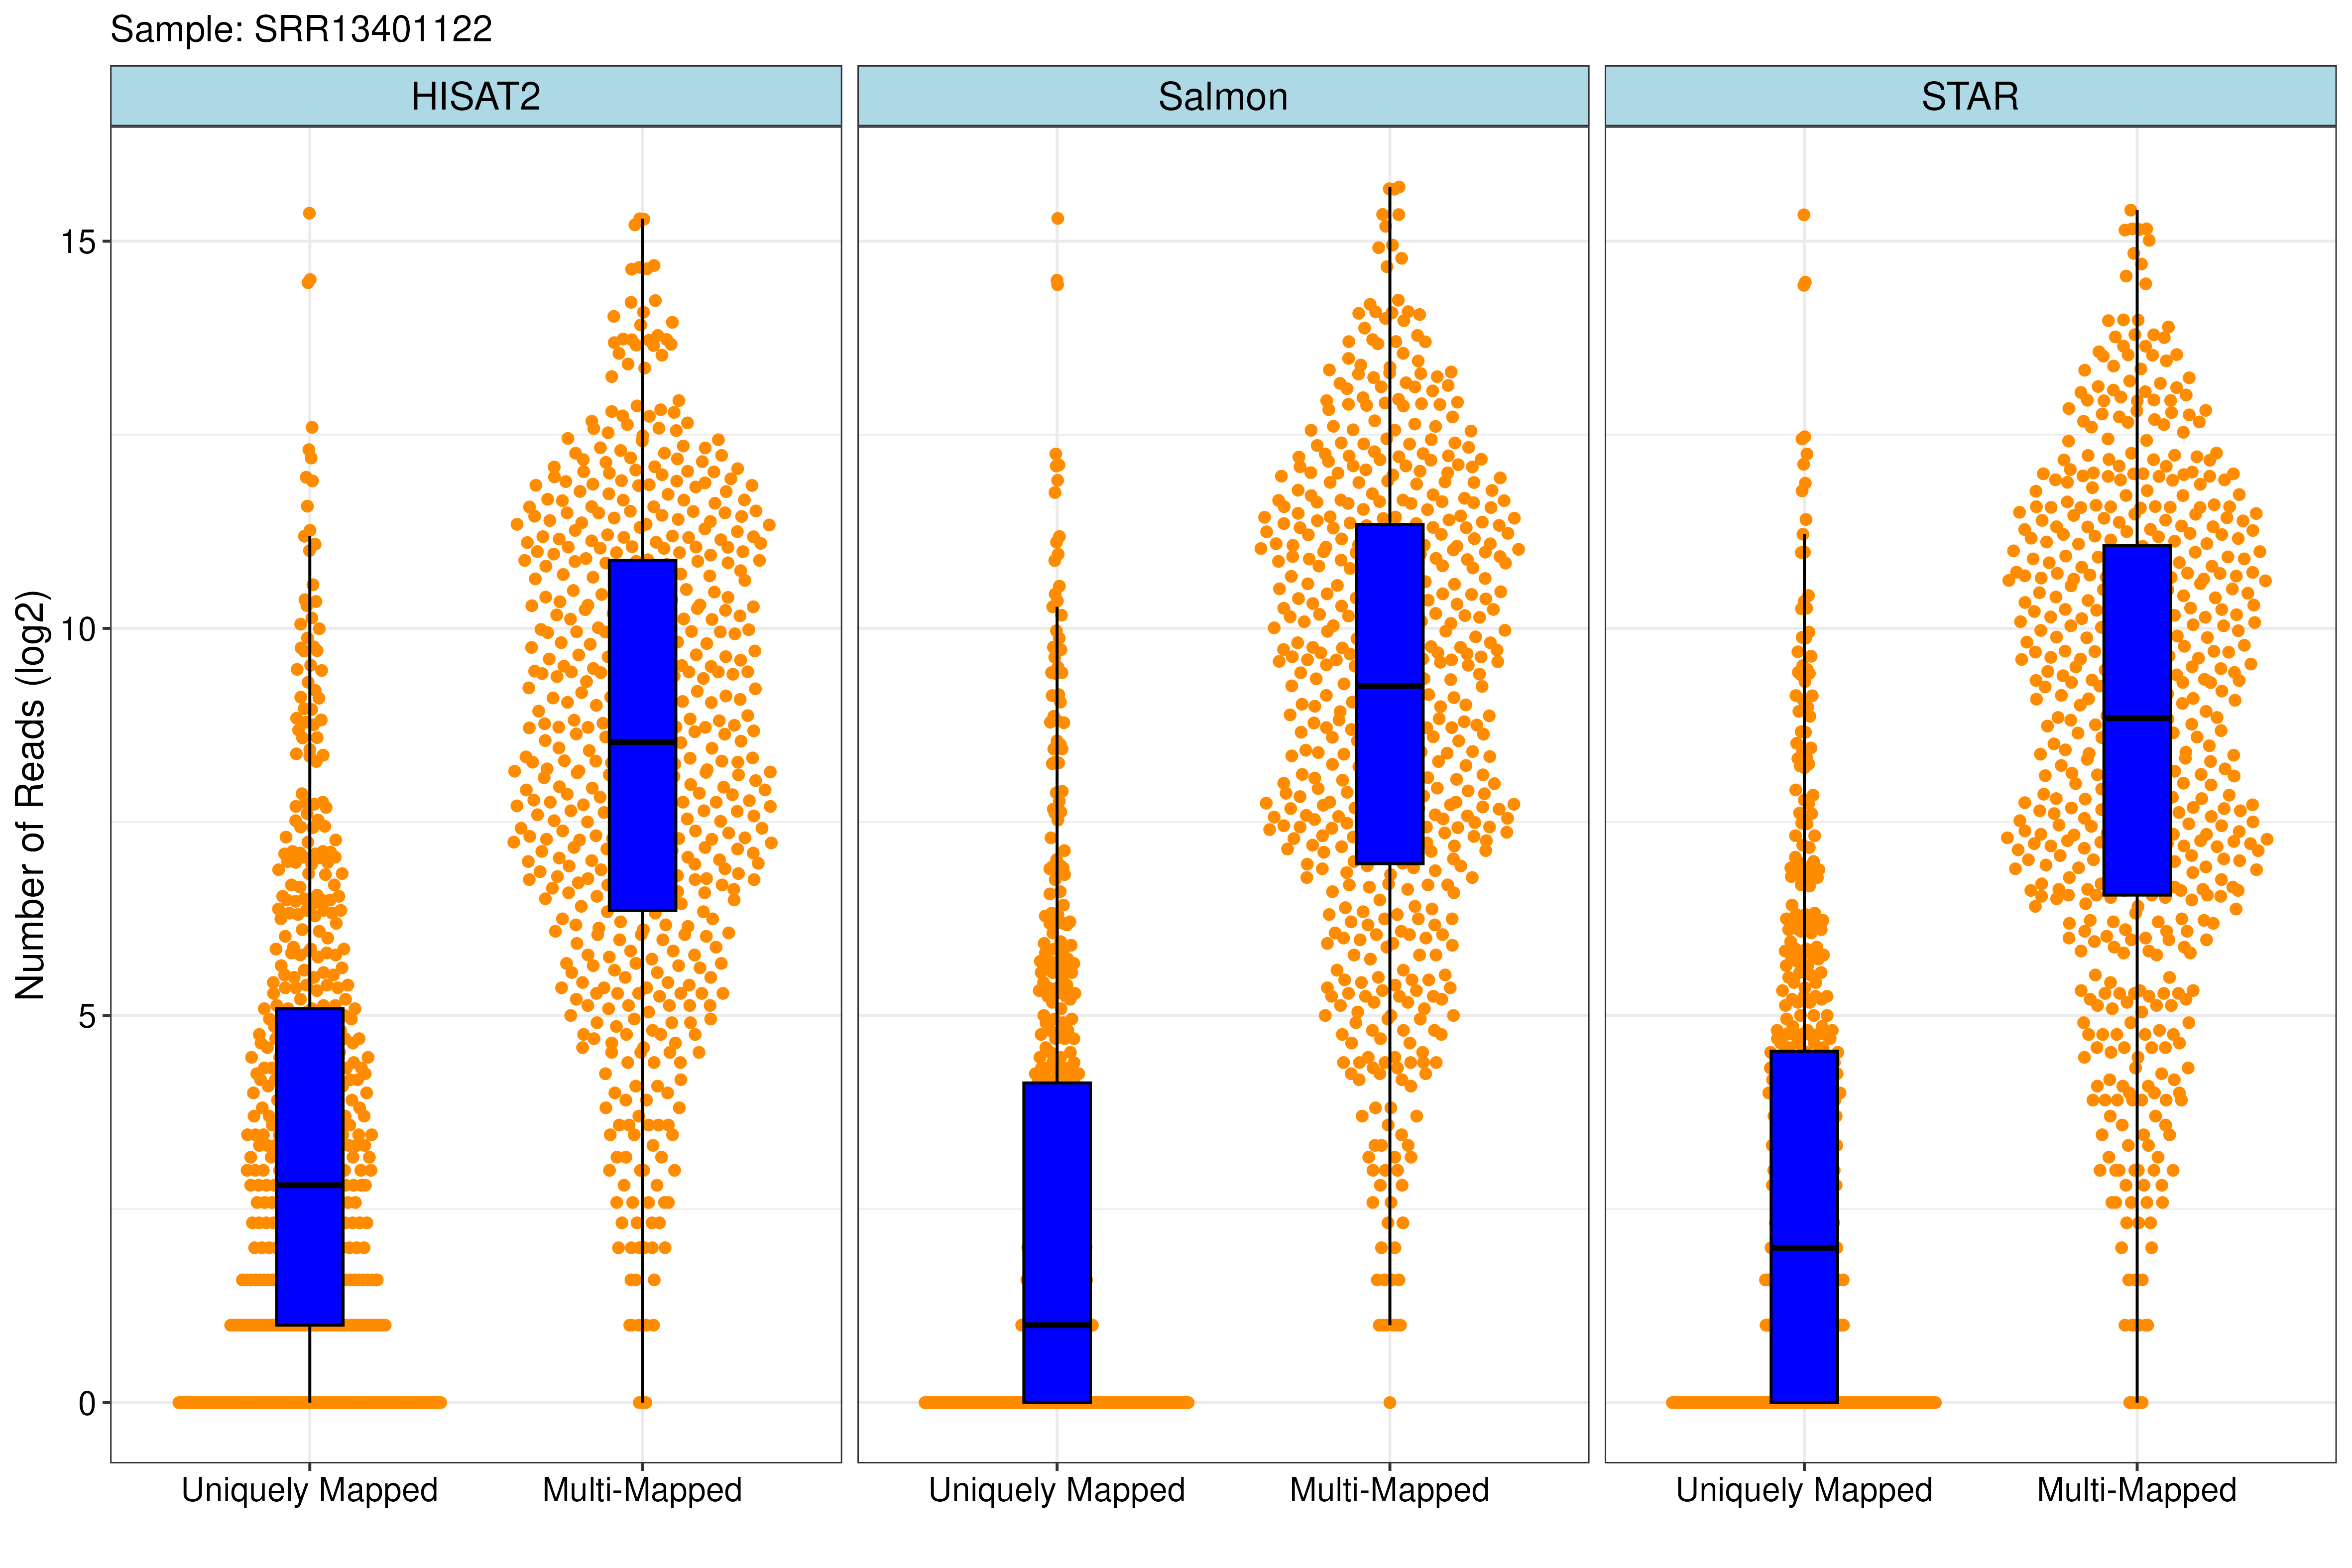 Sample: SRR13401122
HISAT2
Salmon
STAR
Number of Reads (log2)
15
10
5
0
Uniquely Mapped
Multi-Mapped
Uniquely Mapped
Multi-Mapped
Uniquely Mapped
Multi-Mapped